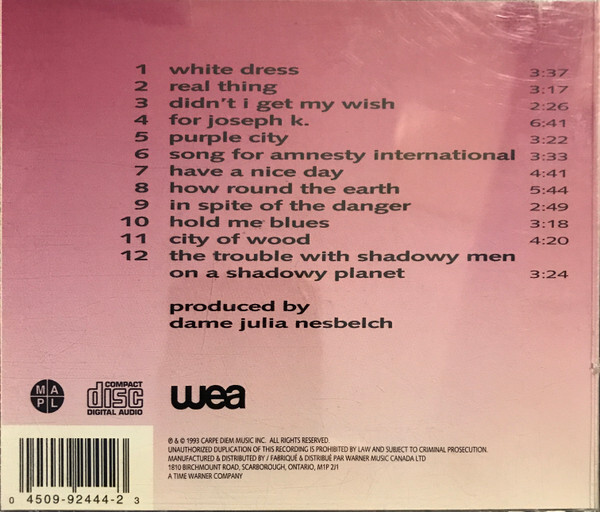 1 white dress 3:37
2 real thing 3:17
3 didn't i get my wish 2:26
4 for joseph k. 6:41
5 purple city 3:22
6 song for amnesty international 3:33
7 have a nice day 4:41
8 how round the earth 5:44
9 in spite of the danger 2:49
10 hold me blues 3:18
11 city of wood 4:20
12 the trouble with shadowy men
on a shadowy planet 3:24
produced by
dame julia nesbelch
M A
P L
COMPACT
disc
DIGITAL AUDIO
wea
℗ & © 1993 CARPE DIEM MUSIC INC. ALL RIGHTS RESERVED.
UNAUTHORIZED DUPLICATION OF THIS RECORDING IS PROHIBITED BY LAW AND SUBJECT TO CRIMINAL PROSECUTION.
MANUFACTURED & DISTRIBUTED BY / FABRIQUÉ & DISTRIBUÉ PAR WARNER MUSIC CANADA LTD
1810 BIRCHMOUNT ROAD, SCARBOROUGH, ONTARIO, M1P 2J1
A TIME WARNER COMPANY
0 4509-92444-2 3